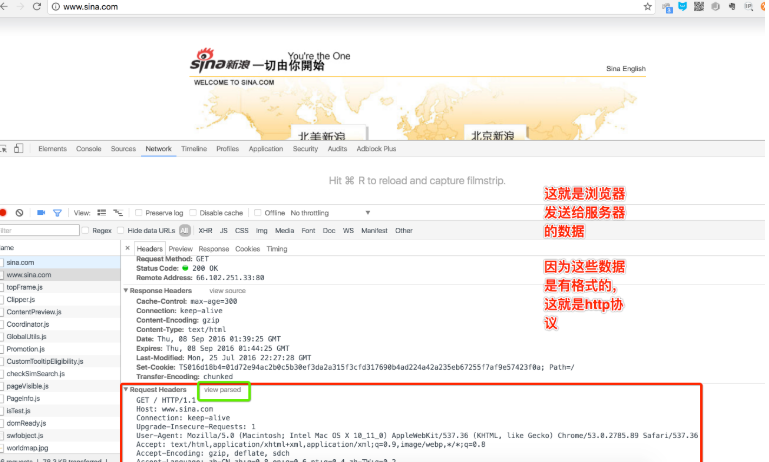 www.sina.com
sina新浪 一切由你開始
You're the One
Sina English
WELCOME TO SINA.COM
北美新浪
北京新浪
Elements Console Sources Network Timeline Profiles Application Security Audits Adblock Plus
Hit ⌘ R to reload and capture filmstrip.
这就是浏览器
发送给服务器
的数据
因为这些数据
是有格式的，
这就是http协
议
View: Preserve log Disable cache Offline No throttling
Regex Hide data URLs All XHR JS CSS Img Media Font Doc WS Manifest Other
Headers Preview Response Cookies Timing
sina.com
www.sina.com
topFrame.js
Clipper.js
ContentPreview.js
Coordinator.js
GlobalUtils.js
Promotion.js
CustomTooltipEligibility.js
checkSimSearch.js
pageVisible.js
PageInfo.js
isTest.js
domReady.js
swfobject.js
worldmap.jpg
Request Method: GET
Status Code: 200 OK
Remote Address: 66.102.251.33:80
Response Headers view source
Cache-Control: max-age=300
Connection: keep-alive
Content-Encoding: gzip
Content-Type: text/html
Date: Thu, 08 Sep 2016 01:39:25 GMT
Expires: Thu, 08 Sep 2016 01:44:25 GMT
Last-Modified: Mon, 25 Jul 2016 22:27:28 GMT
Set-Cookie: TS016d18b4=01d72e94ac2b0c5b30ef3da2a315f3cfd317690b4ad224a42a235eb67255f7af9e57423f0a; Path=/
Transfer-Encoding: chunked
Request Headers view parsed
GET / HTTP/1.1
Host: www.sina.com
Connection: keep-alive
Upgrade-Insecure-Requests: 1
User-Agent: Mozilla/5.0 (Macintosh; Intel Mac OS X 10_11_0) AppleWebKit/537.36 (KHTML, like Gecko) Chrome/53.0.2785.89 Safari/537.36
Accept: text/html,application/xhtml+xml,application/xml;q=0.9,image/webp,*/*;q=0.8
Accept-Encoding: gzip, deflate, sdch